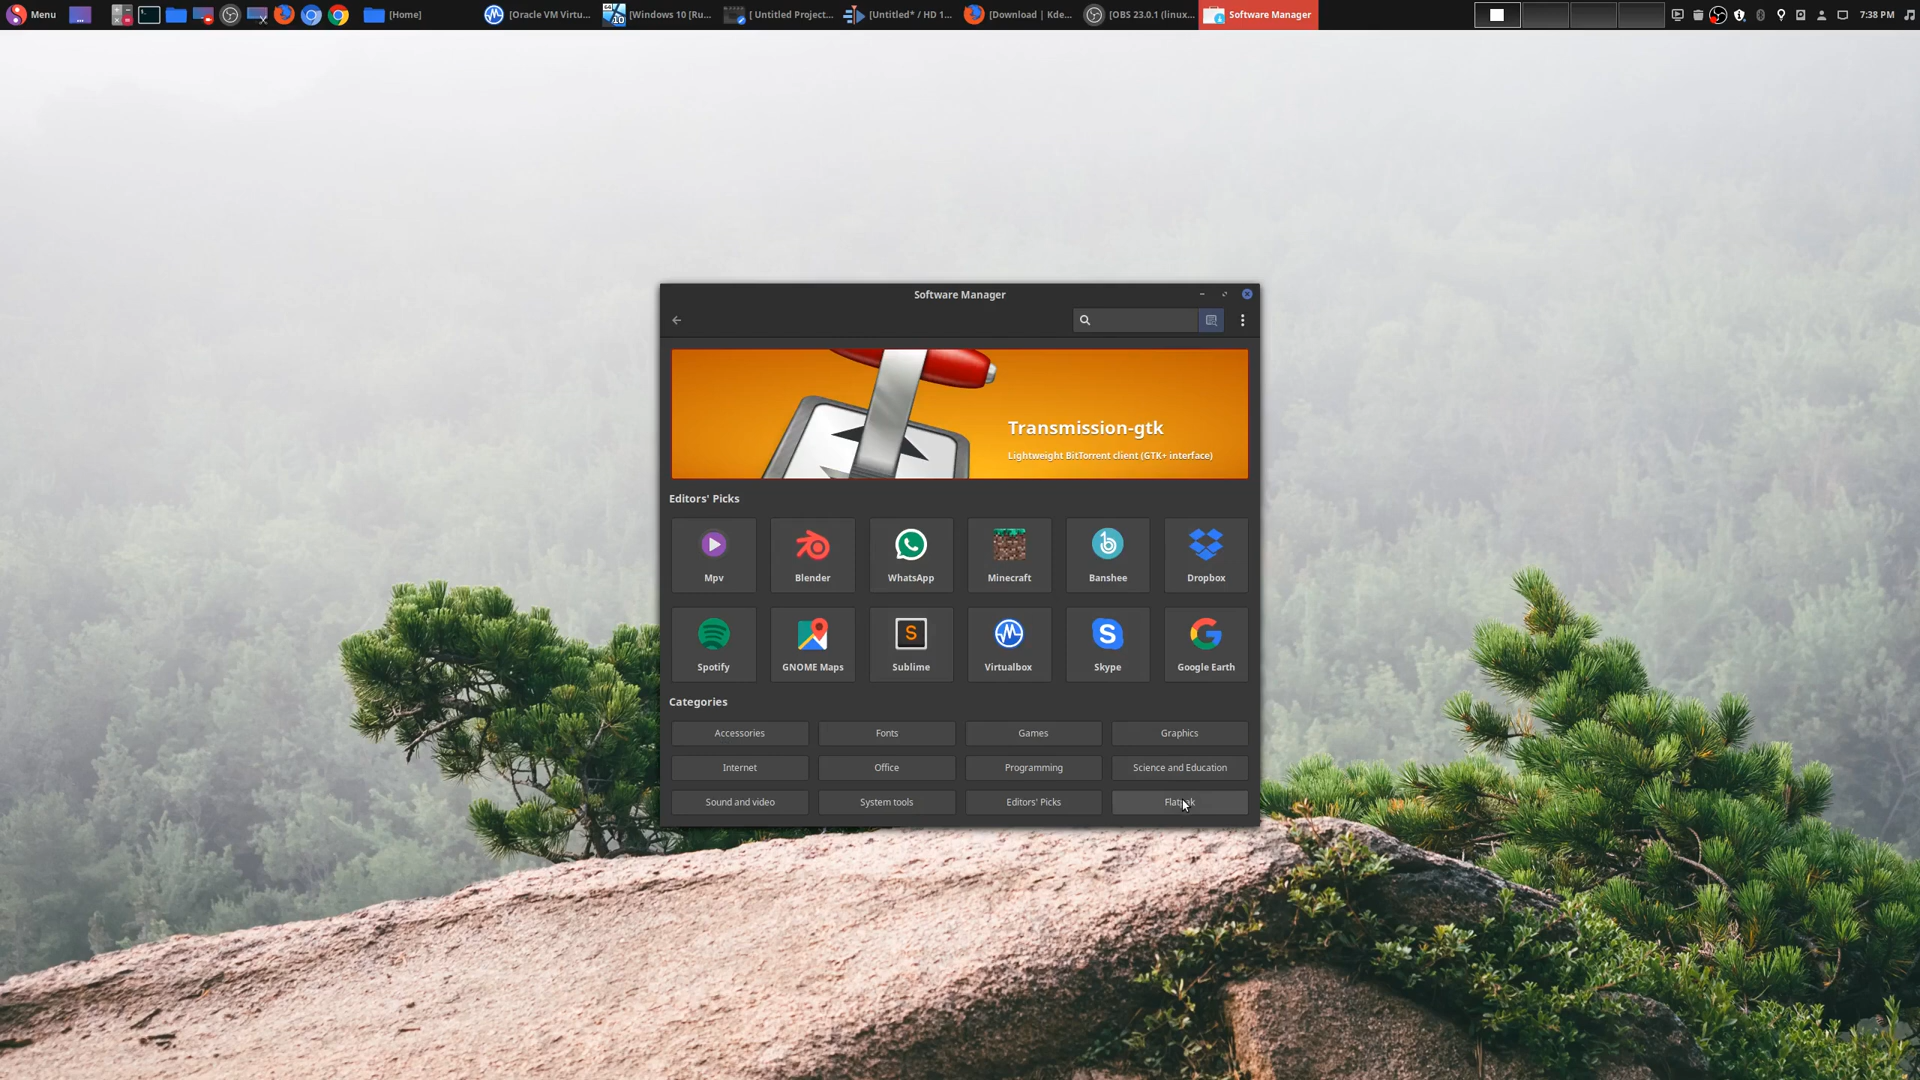 Menu
[Home]
[Oracle VM Virtu...
[Windows 10 [Ru...
[ Untitled Project...
[Untitled* / HD 1...
[Download | Kde...
[OBS 23.0.1 (linux...
Software Manager
7:38 PM
Software Manager
Transmission-gtk
Lightweight BitTorrent client (GTK+ interface)
Editors' Picks
Mpv
Blender
WhatsApp
Minecraft
Banshee
Dropbox
Spotify
GNOME Maps
Sublime
Virtualbox
Skype
Google Earth
Categories
Accessories
Fonts
Games
Graphics
Internet
Office
Programming
Science and Education
Sound and video
System tools
Editors' Picks
Flatpak